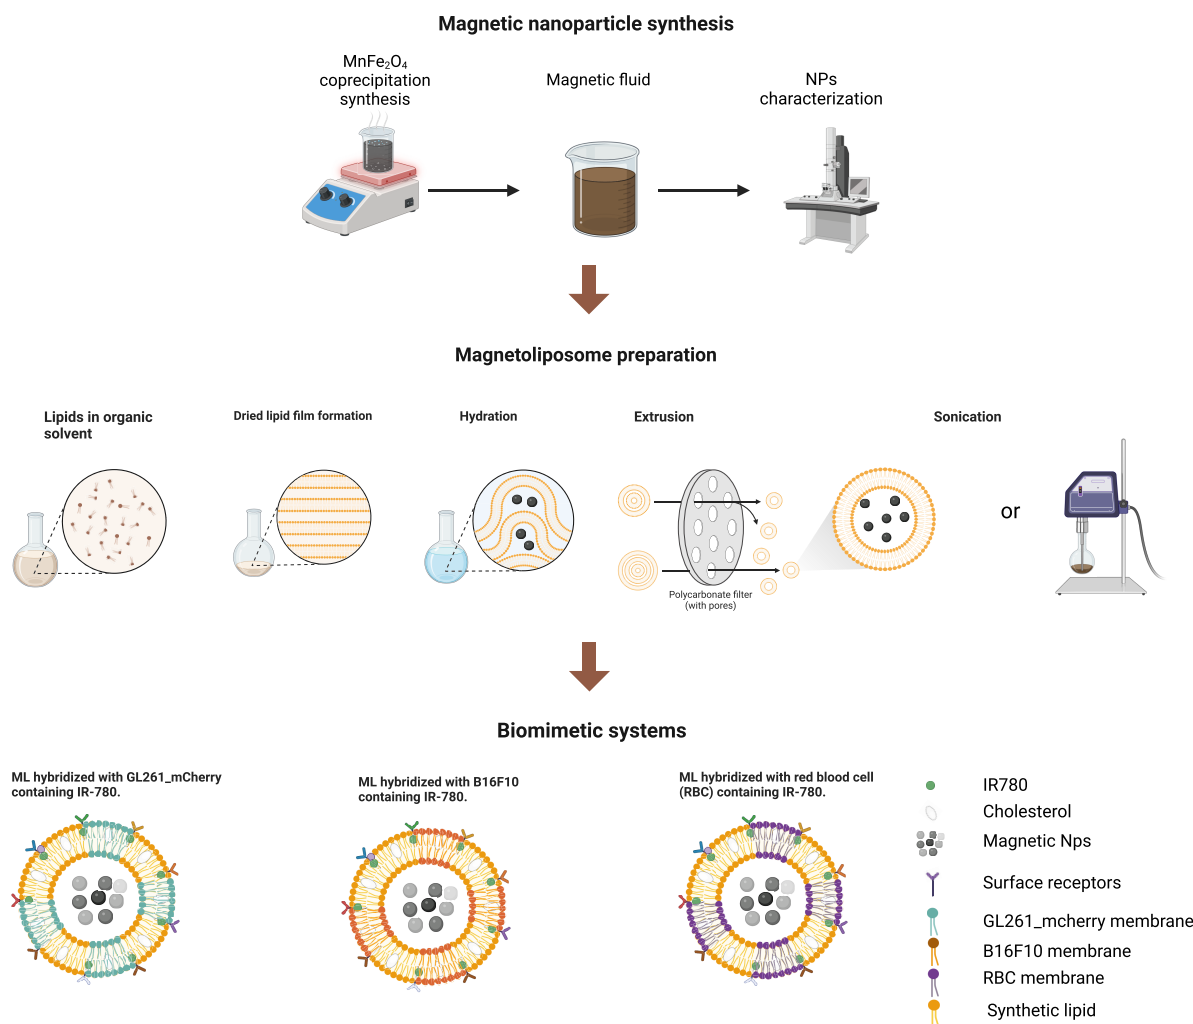 Magnetic nanoparticle synthesis
MnFe₂O₄
coprecipitation
synthesis
Magnetic fluid
NPs
characterization
Magnetoliposome preparation
Lipids in organic
solvent
Dried lipid film formation
Hydration
Extrusion
Sonication
or
Polycarbonate filter
(with pores)
Biomimetic systems
ML hybridized with GL261_mCherry
containing IR-780.
ML hybridized with B16F10
containing IR-780.
ML hybridized with red blood cell
(RBC) containing IR-780.
IR780
Cholesterol
Magnetic Nps
Surface receptors
GL261_mcherry membrane
B16F10 membrane
RBC membrane
Synthetic lipid